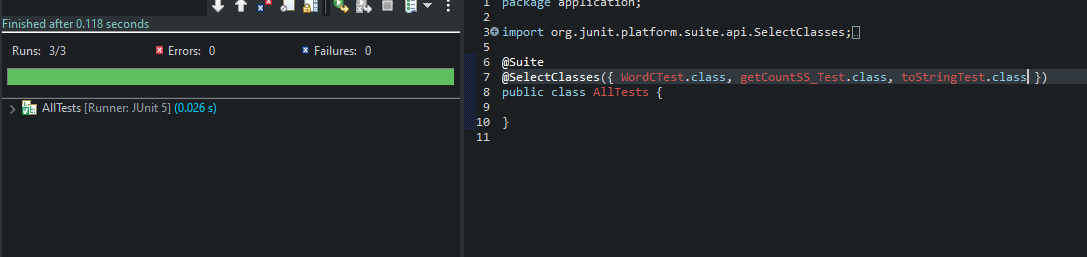 Finished after 0.118 seconds
Runs: 3/3 Errors: 0 Failures: 0
AllTests [Runner: JUnit 5] (0.026 s)
1 package application;
2
3 import org.junit.platform.suite.api.SelectClasses;
5
6 @Suite
7 @SelectClasses({ WordCTest.class, getCountSS_Test.class, toStringTest.class })
8 public class AllTests {
9
10 }
11